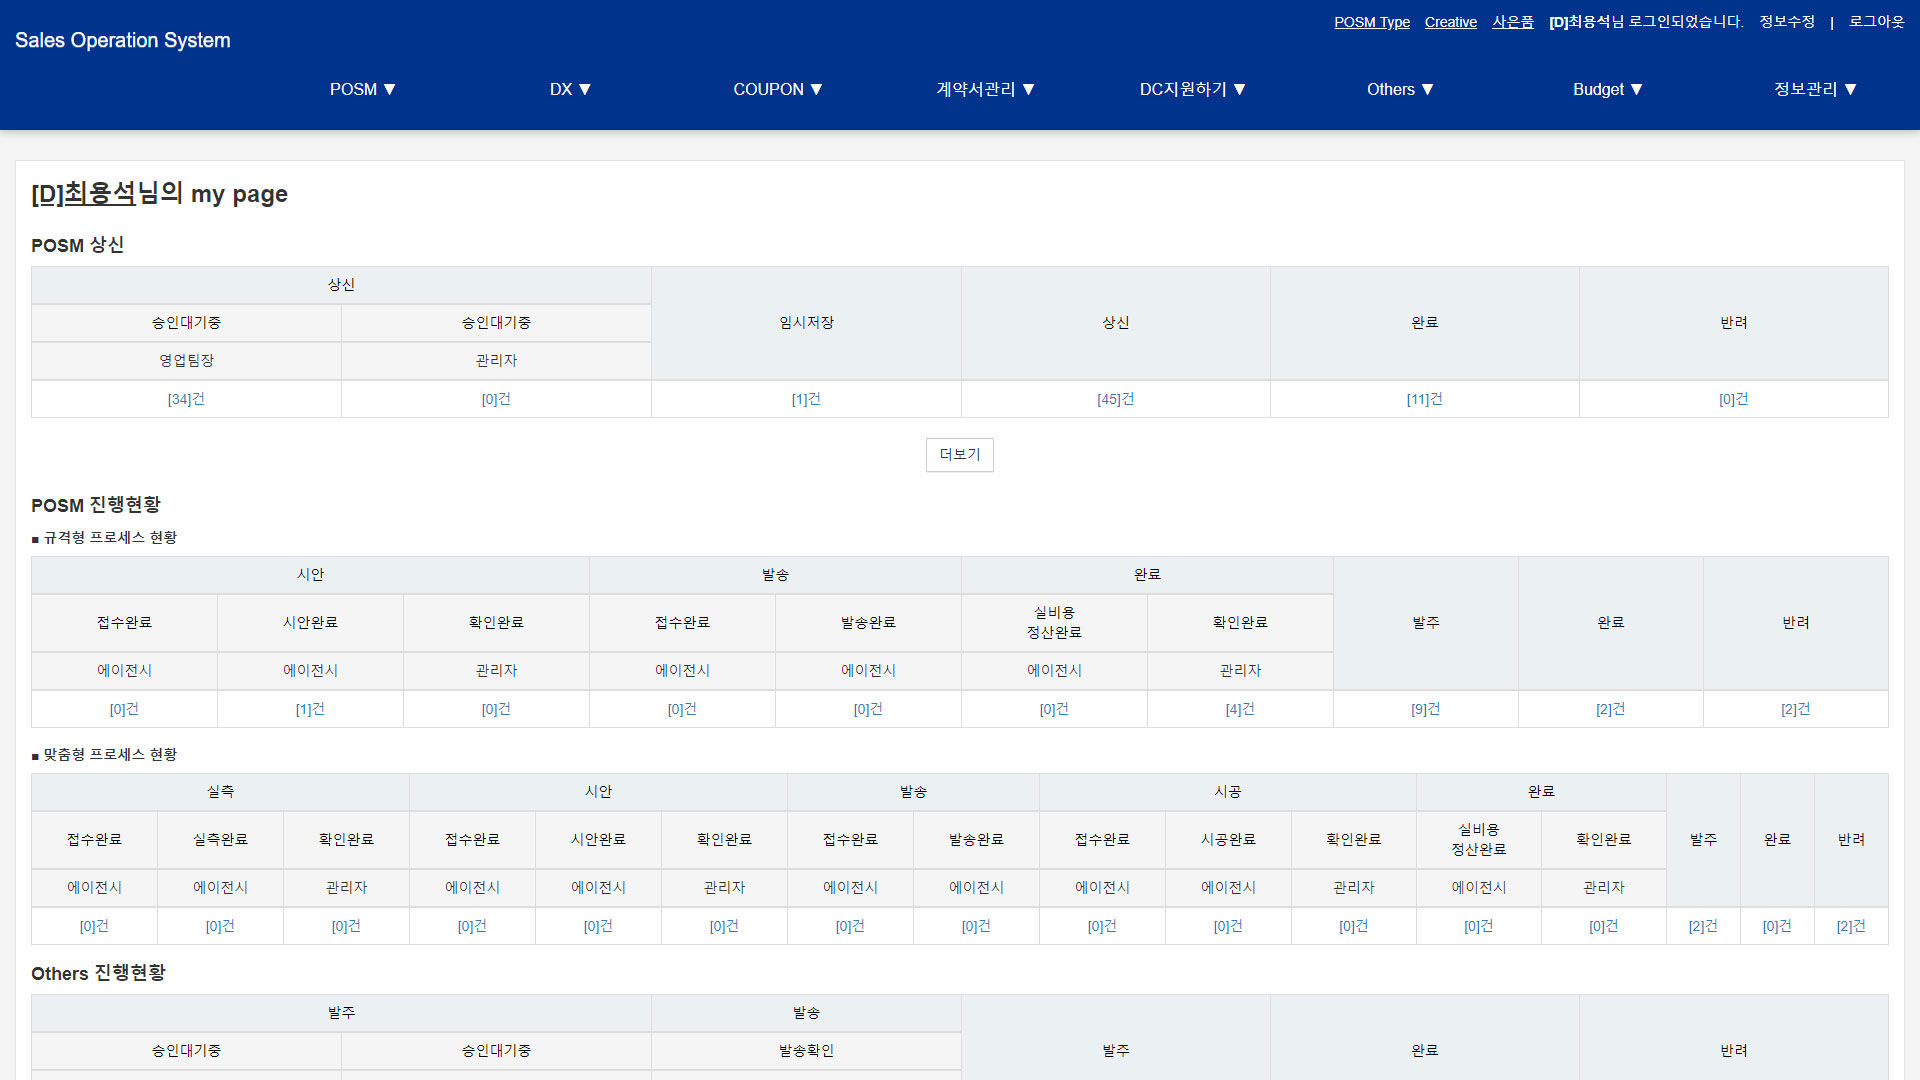 POSM Type Creative 사은품 [D]최용석님 로그인되었습니다. 정보수정 | 로그아웃
Sales Operation System
POSM ▼ DX ▼ COUPON ▼ 계약서관리 ▼ DC지원하기 ▼ Others ▼ Budget ▼ 정보관리 ▼
[D]최용석님의 my page
POSM 상신
상신
승인대기중 승인대기중 임시저장 상신 완료 반려
영업팀장 관리자
[34]건 [0]건 [1]건 [45]건 [11]건 [0]건
더보기
POSM 진행현황
■ 규격형 프로세스 현황
시안 발송 완료
접수완료 시안완료 확인완료 접수완료 발송완료 실비용 정산완료 확인완료 발주 완료 반려
에이전시 에이전시 관리자 에이전시 에이전시 에이전시 관리자
[0]건 [1]건 [0]건 [0]건 [0]건 [0]건 [4]건 [9]건 [2]건 [2]건
■ 맞춤형 프로세스 현황
실측 시안 발송 시공 완료
접수완료 실측완료 확인완료 접수완료 시안완료 확인완료 접수완료 발송완료 접수완료 시공완료 확인완료 실비용 정산완료 확인완료 발주 완료 반려
에이전시 에이전시 관리자 에이전시 에이전시 관리자 에이전시 에이전시 에이전시 에이전시 관리자 에이전시 관리자
[0]건 [0]건 [0]건 [0]건 [0]건 [0]건 [0]건 [0]건 [0]건 [0]건 [0]건 [0]건 [0]건 [2]건 [0]건 [2]건
Others 진행현황
발주 발송
승인대기중 승인대기중 발송확인 발주 완료 반려